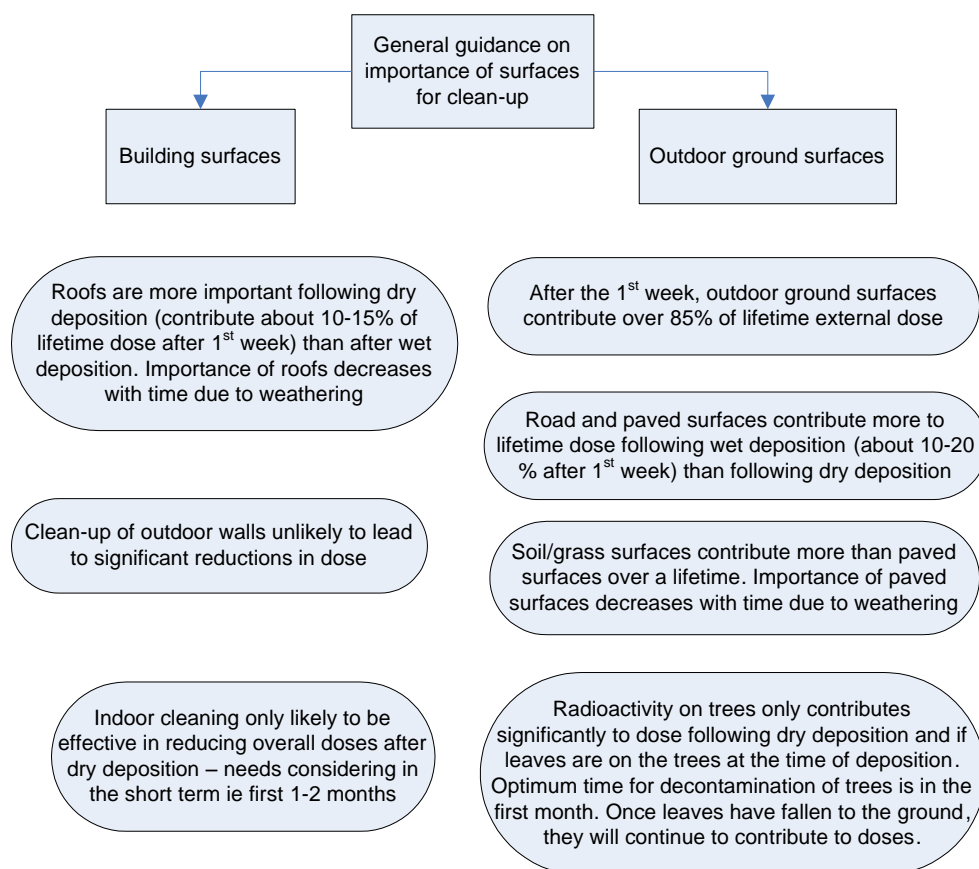 General guidance on
importance of surfaces
for clean-up
Building surfaces
Outdoor ground surfaces
Roofs are more important following dry
deposition (contribute about 10-15% of
lifetime dose after 1st week) than after wet
deposition. Importance of roofs decreases
with time due to weathering
Clean-up of outdoor walls unlikely to lead
to significant reductions in dose
Indoor cleaning only likely to be
effective in reducing overall doses after
dry deposition – needs considering in
the short term ie first 1-2 months
After the 1st week, outdoor ground surfaces
contribute over 85% of lifetime external dose
Road and paved surfaces contribute more to
lifetime dose following wet deposition (about 10-20
% after 1st week) than following dry deposition
Soil/grass surfaces contribute more than paved
surfaces over a lifetime. Importance of paved
surfaces decreases with time due to weathering
Radioactivity on trees only contributes
significantly to dose following dry deposition and if
leaves are on the trees at the time of deposition.
Optimum time for decontamination of trees is in the
first month. Once leaves have fallen to the ground,
they will continue to contribute to doses.